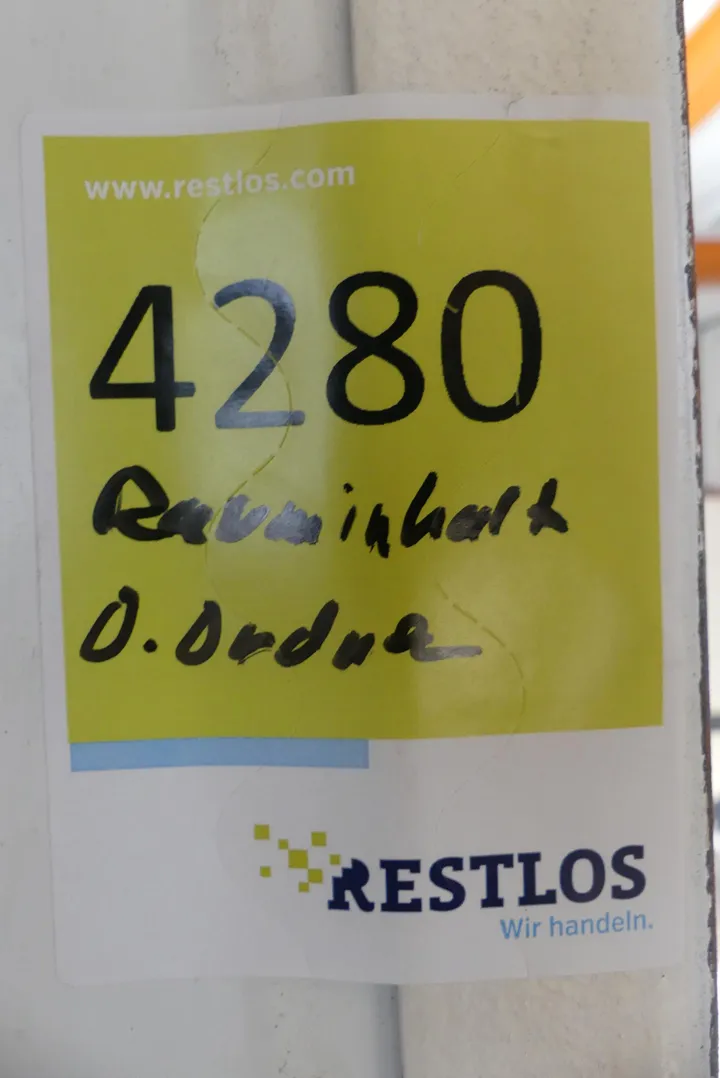 www.restlos.com
4280
Rauminhalt
O. Ordner
RESTLOS
Wir handeln.